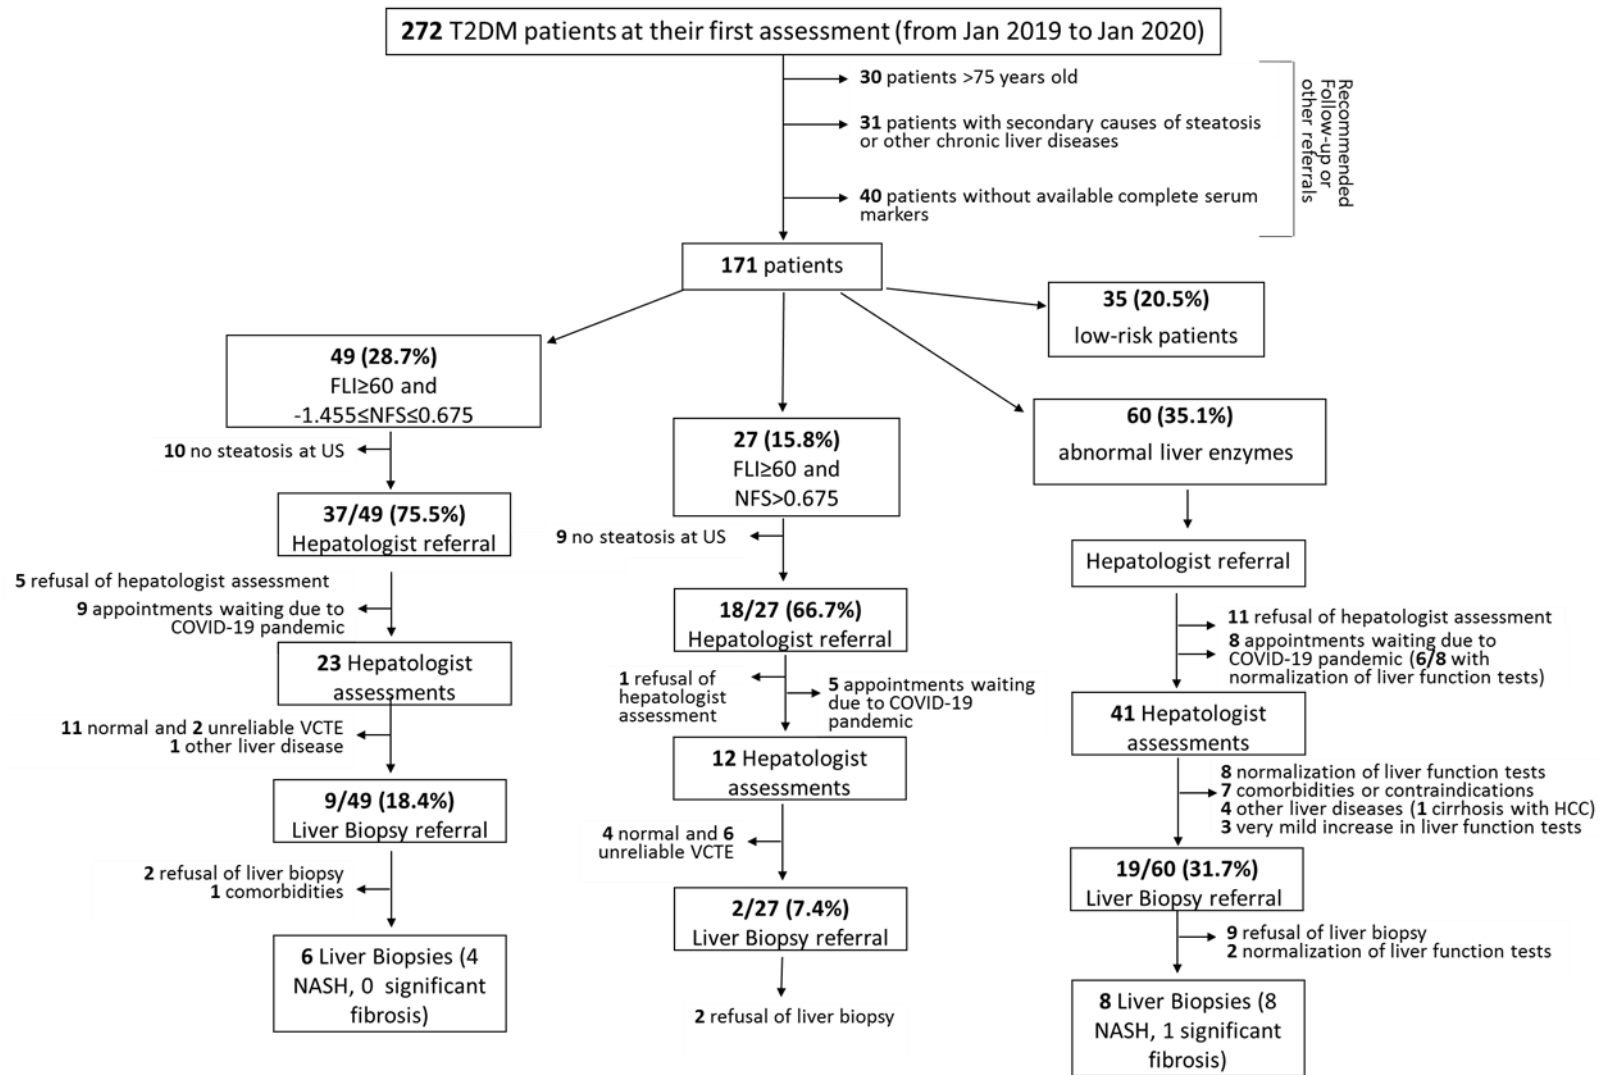 272 T2DM patients at their first assessment (from Jan 2019 to Jan 2020)
30 patients >75 years old
31 patients with secondary causes of steatosis
or other chronic liver diseases
40 patients without available complete serum
markers
Recommended
Follow-up or
other referrals
171 patients
35 (20.5%)
low-risk patients
49 (28.7%)
FLI≥60 and
-1.455≤NFS≤0.675
10 no steatosis at US
37/49 (75.5%)
Hepatologist referral
5 refusal of hepatologist assessment
9 appointments waiting due to
COVID-19 pandemic
23 Hepatologist
assessments
11 normal and 2 unreliable VCTE
1 other liver disease
9/49 (18.4%)
Liver Biopsy referral
2 refusal of liver biopsy
1 comorbidities
6 Liver Biopsies (4
NASH, 0 significant
fibrosis)
27 (15.8%)
FLI≥60 and
NFS>0.675
9 no steatosis at US
18/27 (66.7%)
Hepatologist referral
1 refusal of
hepatologist
assessment
5 appointments waiting
due to COVID-19
pandemic
12 Hepatologist
assessments
4 normal and 6
unreliable VCTE
2/27 (7.4%)
Liver Biopsy referral
2 refusal of liver biopsy
60 (35.1%)
abnormal liver enzymes
Hepatologist referral
11 refusal of hepatologist assessment
8 appointments waiting due to
COVID-19 pandemic (6/8 with
normalization of liver function tests)
41 Hepatologist
assessments
8 normalization of liver function tests
7 comorbidities or contraindications
4 other liver diseases (1 cirrhosis with HCC)
3 very mild increase in liver function tests
19/60 (31.7%)
Liver Biopsy referral
9 refusal of liver biopsy
2 normalization of liver function tests
8 Liver Biopsies (8
NASH, 1 significant
fibrosis)